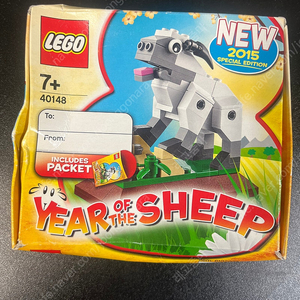 LEGO
NEW
2015
SPECIAL EDITION
7+
40148
To:
From:
INCLUDES
PACKET
YEAR OF THE SHEEP